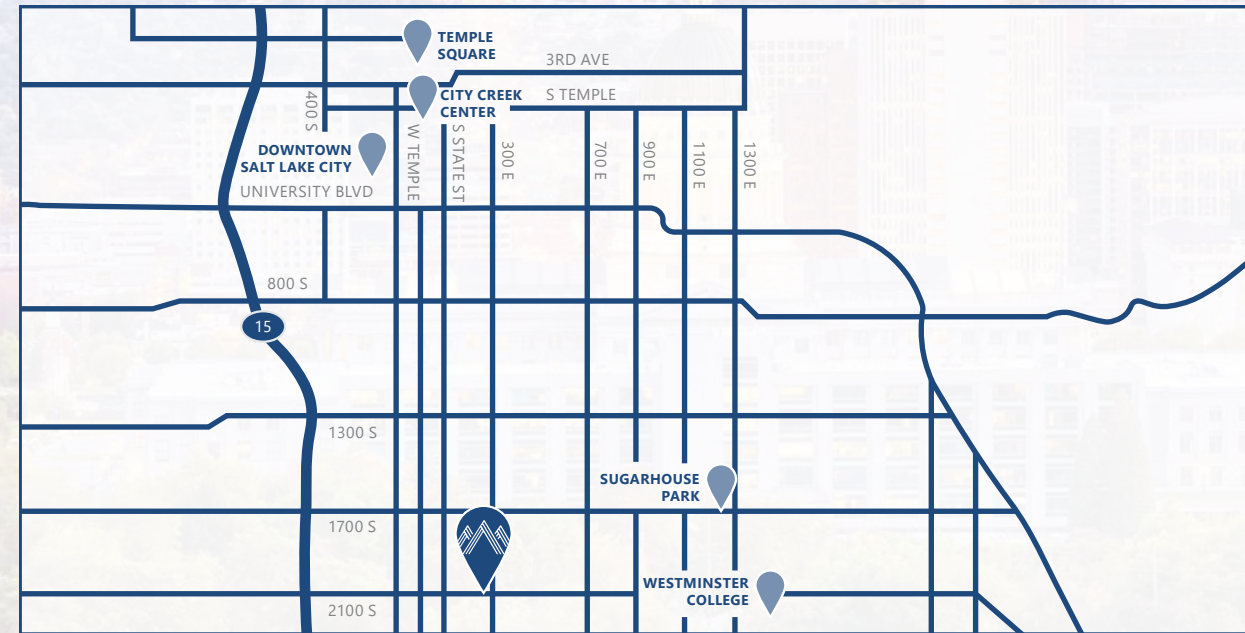 TEMPLE
SQUARE
3RD AVE
CITY CREEK
CENTER
S TEMPLE
400 S
DOWNTOWN
SALT LAKE CITY
W TEMPLE
S STATE ST
300 E
700 E
900 E
1100 E
1300 E
UNIVERSITY BLVD
800 S
15
1300 S
SUGARHOUSE
PARK
1700 S
WESTMINSTER
COLLEGE
2100 S